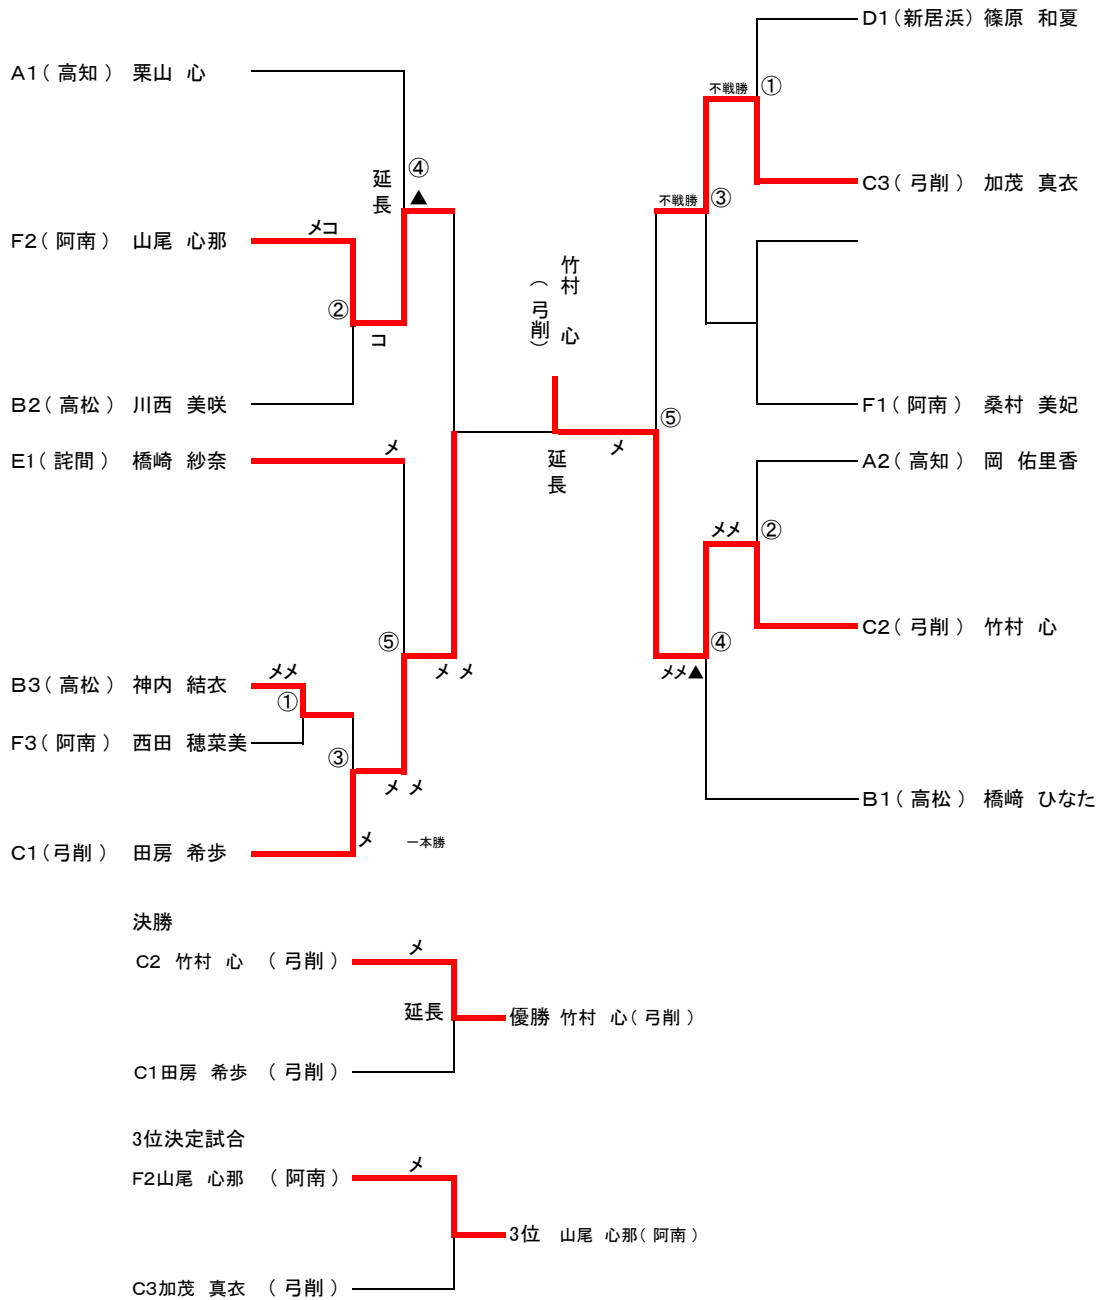 D1(新居浜) 篠原 和夏
A1( 高知 ) 栗山 心
不戦勝
①
④
延長
▲
C3( 弓削 ) 加茂 真衣
不戦勝
③
メコ
F2( 阿南 ) 山尾 心那
竹村 心
( 弓削)
②
コ
B2( 高松 ) 川西 美咲
F1( 阿南 ) 桑村 美妃
⑤
メ
メ
延長
E1( 詫間 ) 橋崎 紗奈
A2( 高知 ) 岡 佑里香
メメ
②
C2( 弓削 ) 竹村 心
⑤
④
メ メ
メメ▲
メメ
B3( 高松 ) 神内 結衣
①
F3( 阿南 ) 西田 穂菜美
③
メ メ
B1( 高松 ) 橋﨑 ひなた
メ
一本勝
C1(弓削 ) 田房 希歩
決勝
メ
C2 竹村 心 ( 弓削 )
延長
優勝 竹村 心( 弓削 )
C1田房 希歩 ( 弓削 )
3位決定試合
メ
F2山尾 心那 ( 阿南 )
3位 山尾 心那( 阿南 )
C3加茂 真衣 ( 弓削 )